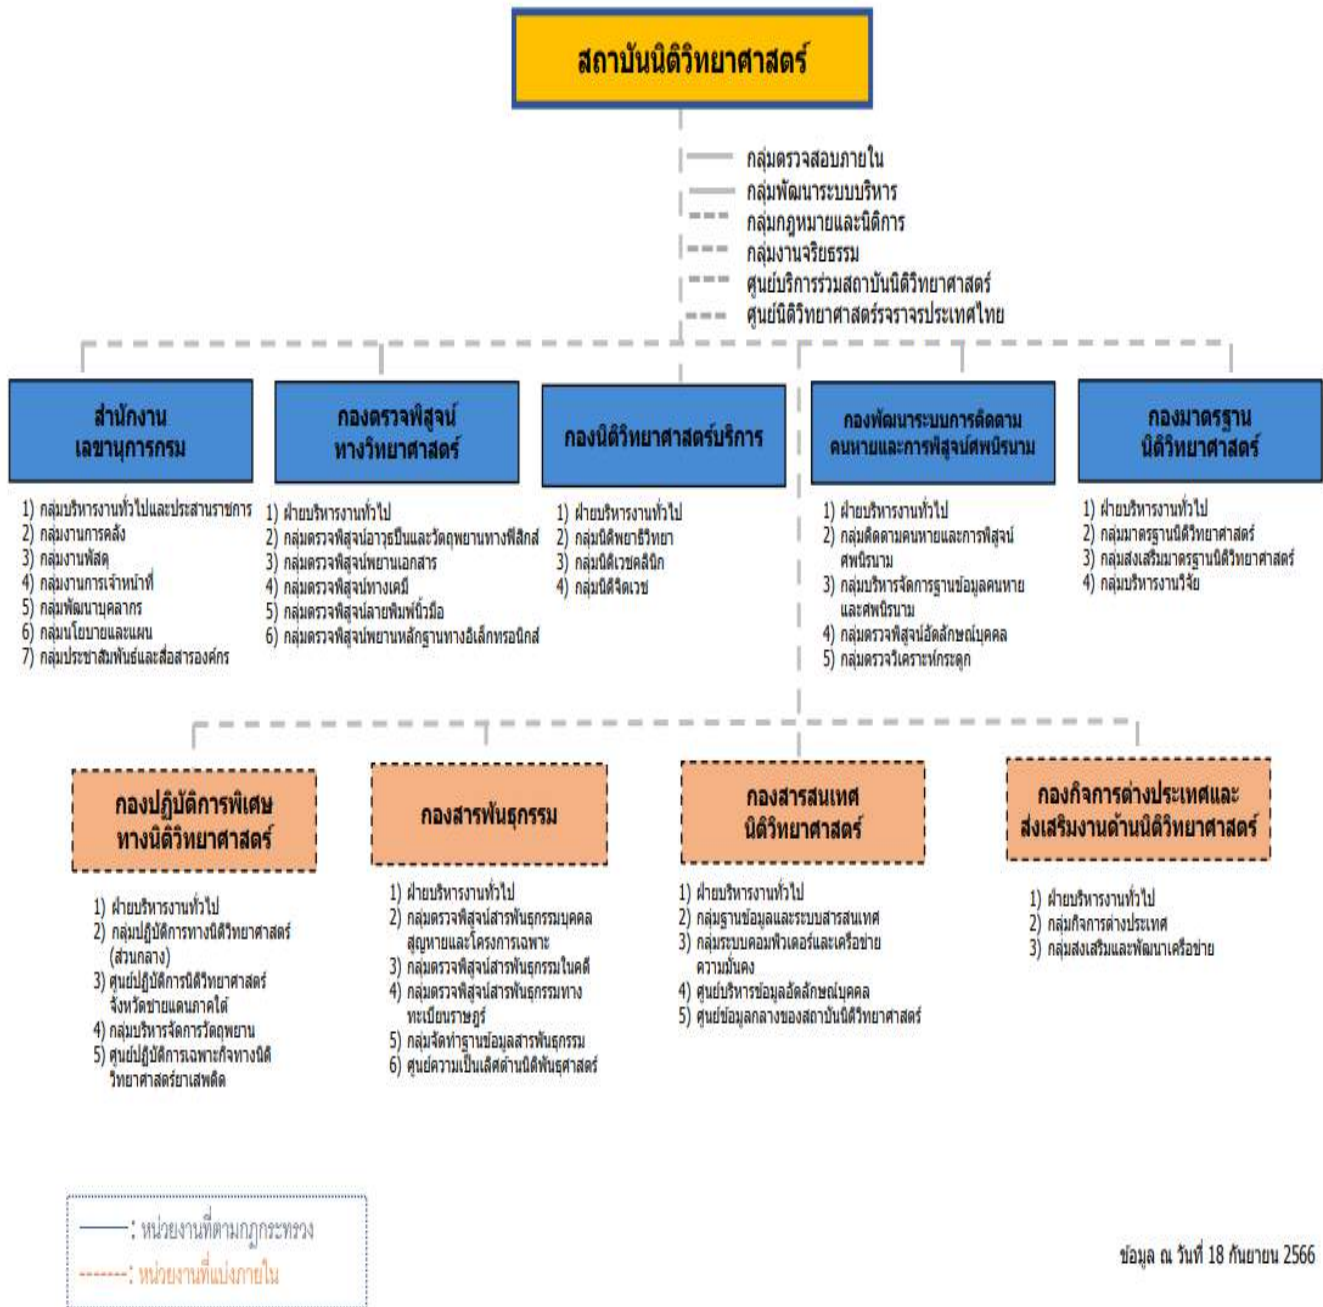 สถาบันนิติวิทยาศาสตร์
กลุ่มตรวจสอบภายใน
กลุ่มพัฒนาระบบบริหาร
กลุ่มกฎหมายและนิติการ
กลุ่มงานจริยธรรม
ศูนย์บริการร่วมสถาบันนิติวิทยาศาสตร์
ศูนย์นิติวิทยาศาสตร์รจราจรประเทศไทย
สำนักงาน
เลขานุการกรม
1) กลุ่มบริหารงานทั่วไปและประสานราชการ
2) กลุ่มงานการคลัง
3) กลุ่มงานพัสดุ
4) กลุ่มงานการเจ้าหน้าที่
5) กลุ่มพัฒนาบุคลากร
6) กลุ่มนโยบายและแผน
7) กลุ่มประชาสัมพันธ์และสื่อสารองค์กร
กองตรวจพิสูจน์
ทางวิทยาศาสตร์
1) ฝ่ายบริหารงานทั่วไป
2) กลุ่มตรวจพิสูจน์อาวุธปืนและวัตถุพยานทางฟิสิกส์
3) กลุ่มตรวจพิสูจน์พยานเอกสาร
4) กลุ่มตรวจพิสูจน์ทางเคมี
5) กลุ่มตรวจพิสูจน์ลายพิมพ์นิ้วมือ
6) กลุ่มตรวจพิสูจน์พยานหลักฐานทางอิเล็กทรอนิกส์
กองนิติวิทยาศาสตร์บริการ
1) ฝ่ายบริหารงานทั่วไป
2) กลุ่มนิติพยาธิวิทยา
3) กลุ่มนิติเวชคลินิก
4) กลุ่มนิติจิตเวช
กองพัฒนาระบบการติดตาม
คนหายและการพิสูจน์ศพนิรนาม
1) ฝ่ายบริหารงานทั่วไป
2) กลุ่มติดตามคนหายและการพิสูจน์
ศพนิรนาม
3) กลุ่มบริหารจัดการฐานข้อมูลคนหาย
และศพนิรนาม
4) กลุ่มตรวจพิสูจน์อัตลักษณ์บุคคล
5) กลุ่มตรวจวิเคราะห์กระดูก
กองมาตรฐาน
นิติวิทยาศาสตร์
1) ฝ่ายบริหารงานทั่วไป
2) กลุ่มมาตรฐานนิติวิทยาศาสตร์
3) กลุ่มส่งเสริมมาตรฐานนิติวิทยาศาสตร์
4) กลุ่มบริหารงานวิจัย
กองปฏิบัติการพิเศษ
ทางนิติวิทยาศาสตร์
1) ฝ่ายบริหารงานทั่วไป
2) กลุ่มปฏิบัติการทางนิติวิทยาศาสตร์
(ส่วนกลาง)
3) ศูนย์ปฏิบัติการนิติวิทยาศาสตร์
จังหวัดชายแดนภาคใต้
4) กลุ่มบริหารจัดการวัตถุพยาน
5) ศูนย์ปฏิบัติการเฉพาะกิจทางนิติ
วิทยาศาสตร์ยาเสพติด
กองสารพันธุกรรม
1) ฝ่ายบริหารงานทั่วไป
2) กลุ่มตรวจพิสูจน์สารพันธุกรรมบุคคล
สูญหายและโครงการเฉพาะ
3) กลุ่มตรวจพิสูจน์สารพันธุกรรมในคดี
4) กลุ่มตรวจพิสูจน์สารพันธุกรรมทาง
ทะเบียนราษฎร์
5) กลุ่มจัดทำฐานข้อมูลสารพันธุกรรม
6) ศูนย์ความเป็นเลิศด้านนิติพันธุศาสตร์
กองสารสนเทศ
นิติวิทยาศาสตร์
1) ฝ่ายบริหารงานทั่วไป
2) กลุ่มฐานข้อมูลและระบบสารสนเทศ
3) กลุ่มระบบคอมพิวเตอร์และเครือข่าย
ความมั่นคง
4) ศูนย์บริหารข้อมูลอัตลักษณ์บุคคล
5) ศูนย์ข้อมูลกลางของสถาบันนิติวิทยาศาสตร์
กองกิจการต่างประเทศและ
ส่งเสริมงานด้านนิติวิทยาศาสตร์
1) ฝ่ายบริหารงานทั่วไป
2) กลุ่มกิจการต่างประเทศ
3) กลุ่มส่งเสริมและพัฒนาเครือข่าย
: หน่วยงานที่ตามกฎกระทรวง
: หน่วยงานที่แบ่งภายใน
ข้อมูล ณ วันที่ 18 กันยายน 2566